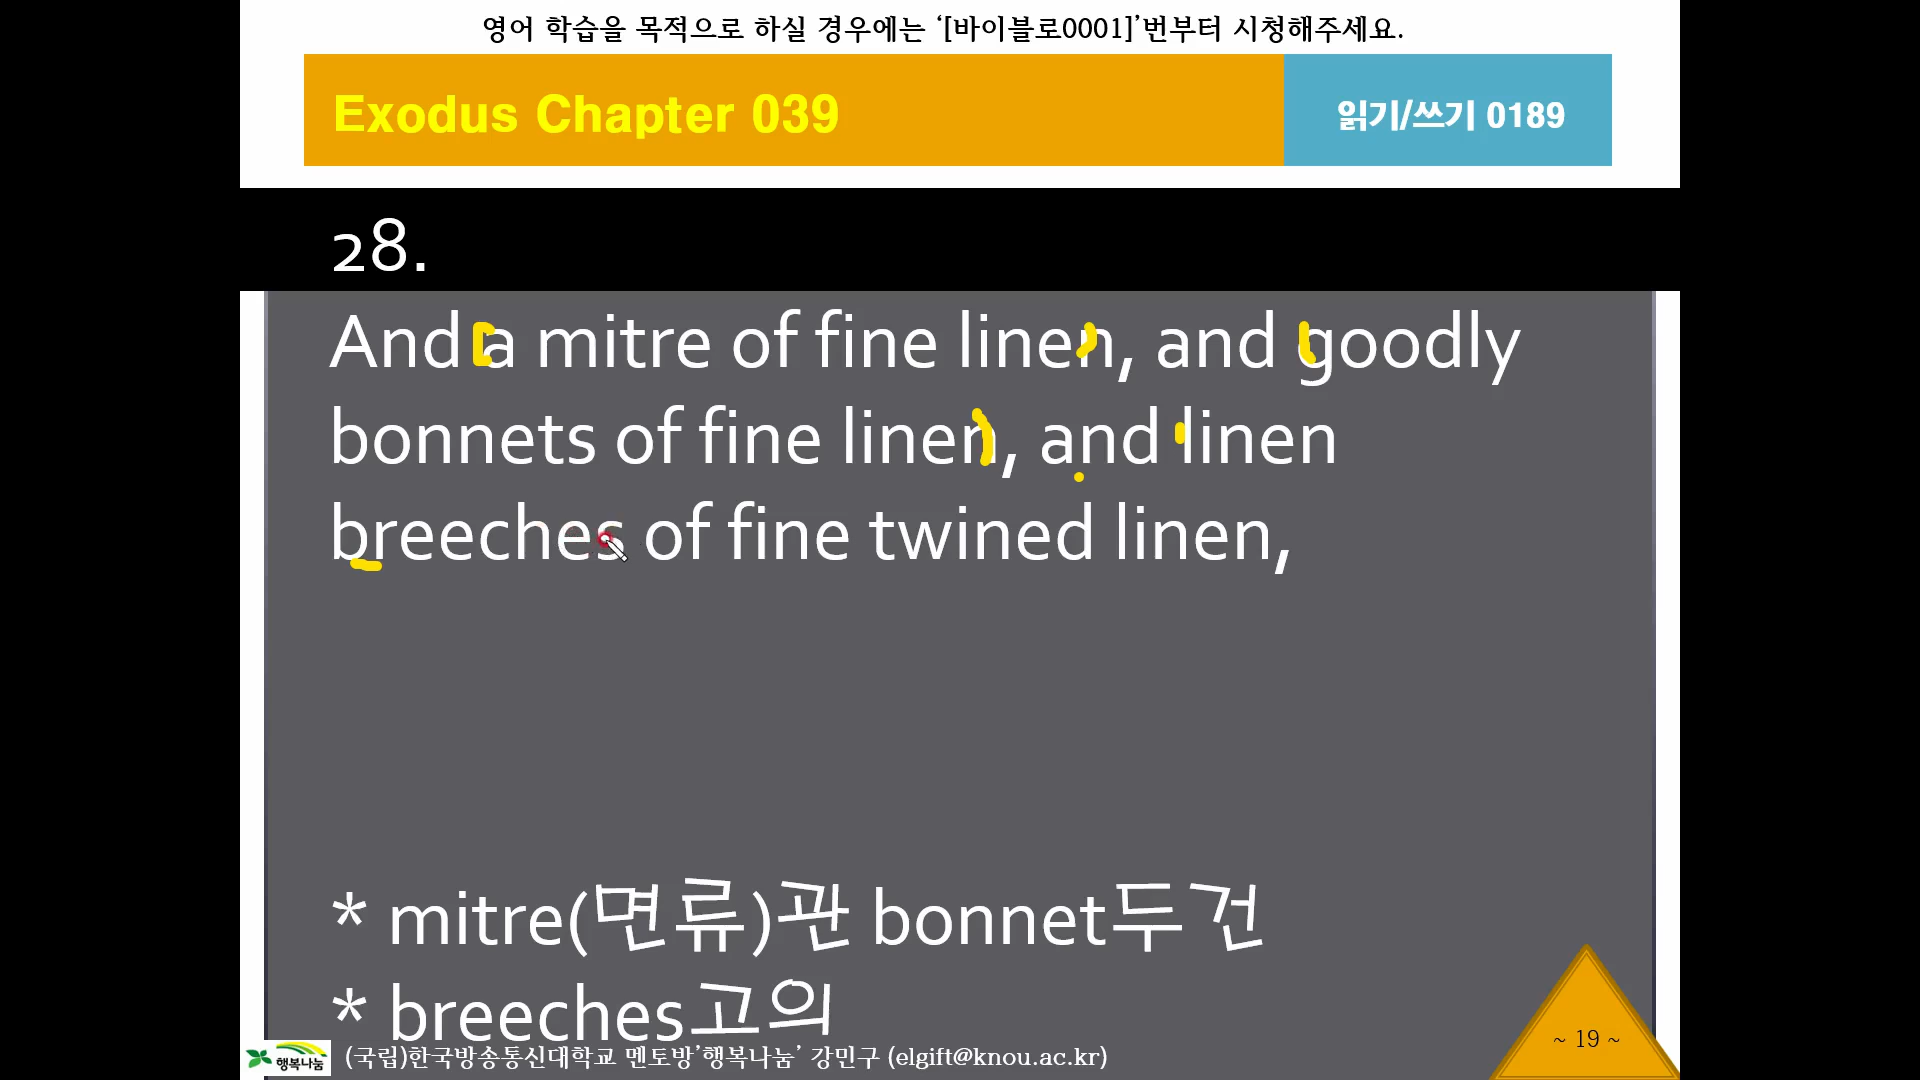 영어 학습을 목적으로 하실 경우에는 ‘[바이블로0001]’번부터 시청해주세요.
Exodus Chapter 039
읽기/쓰기 0189
28.
And a mitre of fine linen, and goodly
bonnets of fine linen, and linen
breeches of fine twined linen,
* mitre(면류)관 bonnet두건
* breeches고의
행복나눔
(국립)한국방송통신대학교 멘토방’행복나눔’ 강민구 (elgift@knou.ac.kr)
~ 19 ~